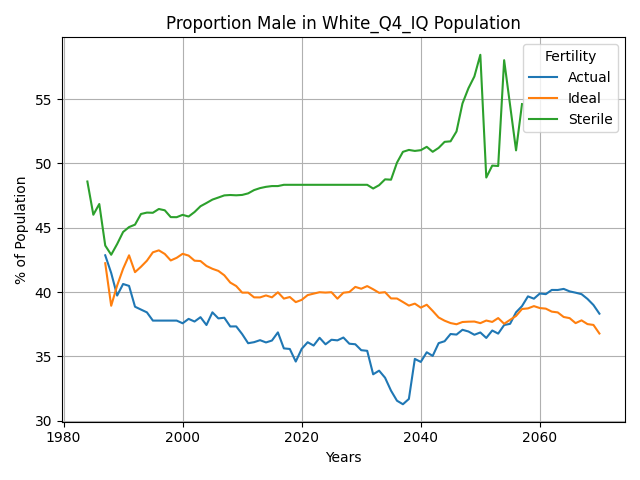 Proportion Male in White_Q4_IQ Population
Fertility
Actual
Ideal
Sterile
% of Population
55
50
45
40
35
30
1980
2000
2020
2040
2060
Years